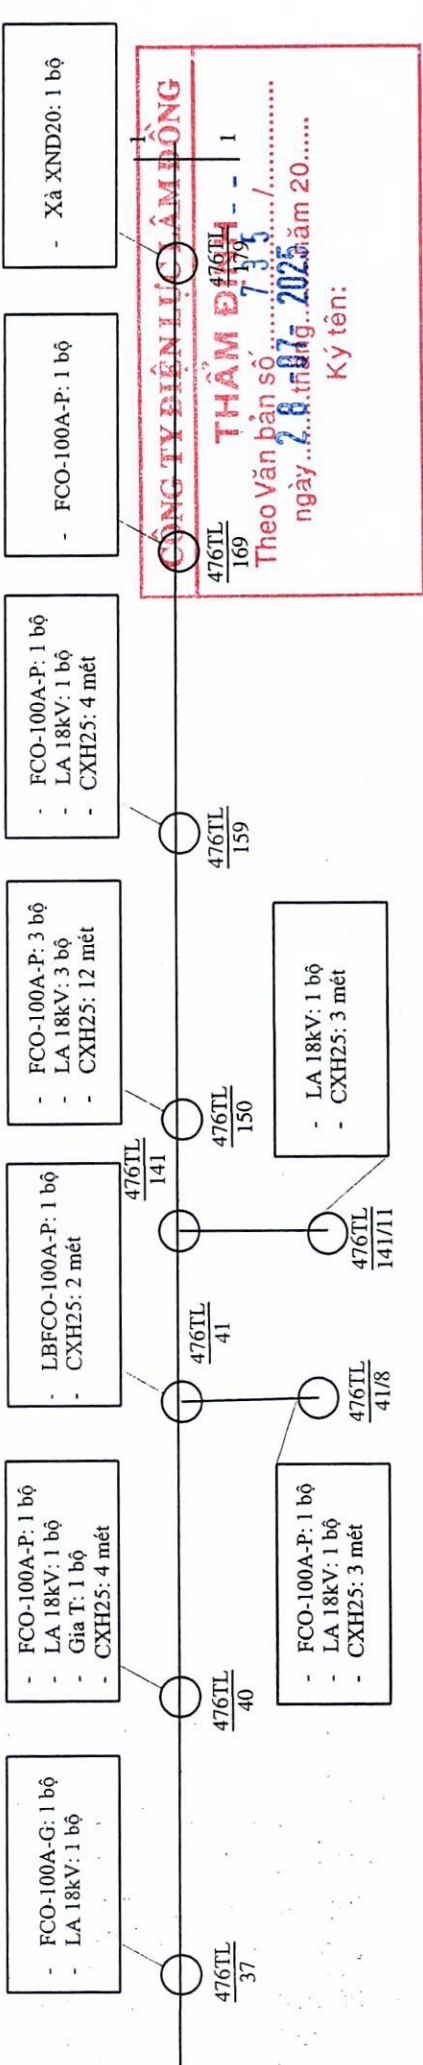 - FCO-100A-G: 1 bộ
- LA 18kV: 1 bộ
476TL
37
- FCO-100A-P: 1 bộ
- LA 18kV: 1 bộ
- Gia T: 1 bộ
- CXH25: 4 mét
476TL
40
- LBFCO-100A-P: 1 bộ
- CXH25: 2 mét
476TL
41
- FCO-100A-P: 1 bộ
- LA 18kV: 1 bộ
- CXH25: 3 mét
476TL
41/8
476TL
141
- LA 18kV: 1 bộ
- CXH25: 3 mét
476TL
141/11
- FCO-100A-P: 3 bộ
- LA 18kV: 3 bộ
- CXH25: 12 mét
476TL
150
- FCO-100A-P: 1 bộ
- LA 18kV: 1 bộ
- CXH25: 4 mét
476TL
159
- FCO-100A-P: 1 bộ
476TL
169
- Xà XND20: 1 bộ
476TL
179
1
1
CÔNG TY ĐIỆN LỰC LÂM ĐỒNG
THẨM ĐỊNH
Theo Văn bản số 735 /
ngày 28 -07- tháng 2025 năm 20
Ký tên: